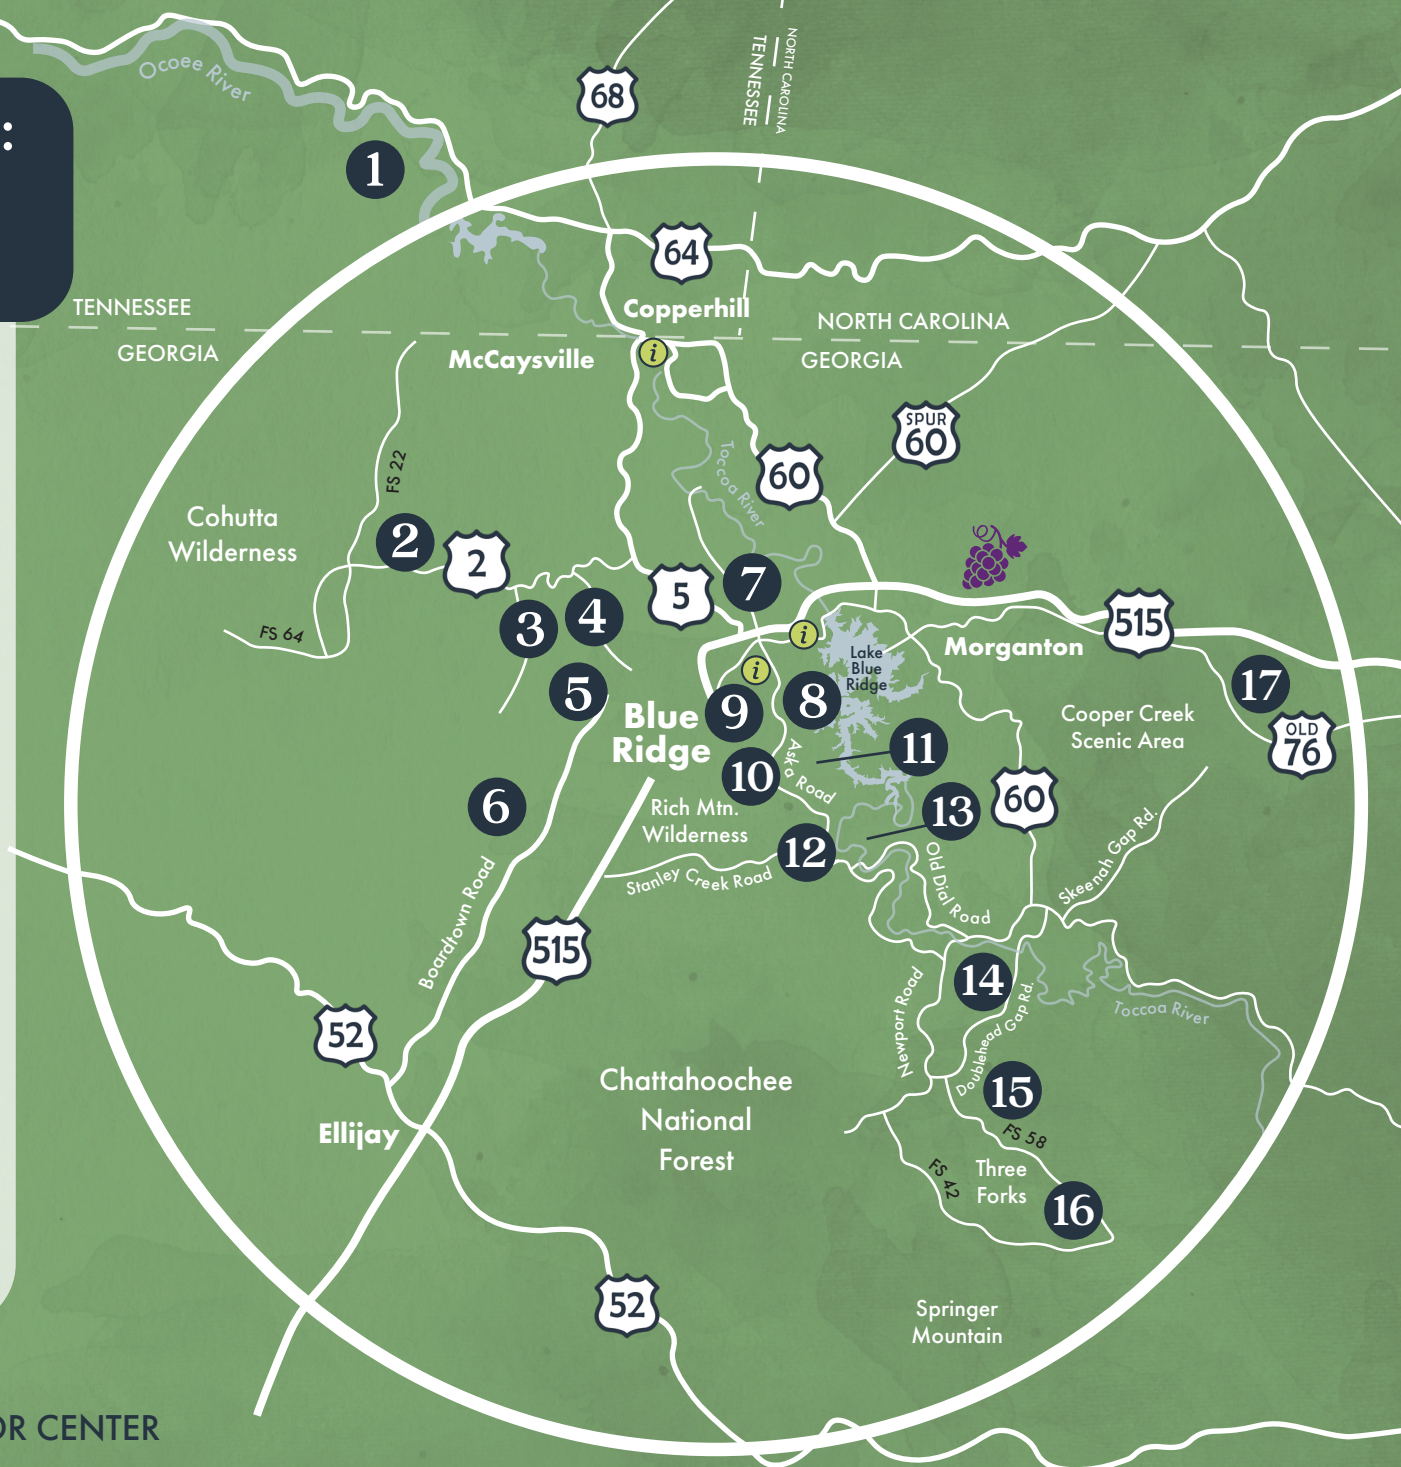 Ocoee River
:
68
TENNESSEE
NORTH CAROLINA
1
64
TENNESSEE
Copperhill
NORTH CAROLINA
GEORGIA
McCaysville
i
GEORGIA
SPUR
60
FS 22
Toccoa River
60
Cohutta
Wilderness
2
2
5
7
3
4
FS 64
i
515
Morganton
Lake
Blue
Ridge
i
17
5
8
9
Blue
Ridge
Cooper Creek
Scenic Area
OLD
76
11
10
Aska Road
6
Rich Mtn.
Wilderness
13
60
12
Skeenah Gap Rd.
Stanley Creek Road
Old Dial Road
Boardtown Road
515
14
Newport Road
Doublehead Gap Rd.
Toccoa River
52
15
Chattahoochee
National
Forest
Ellijay
FS 58
FS 42
Three
Forks
16
52
Springer
Mountain
OR CENTER